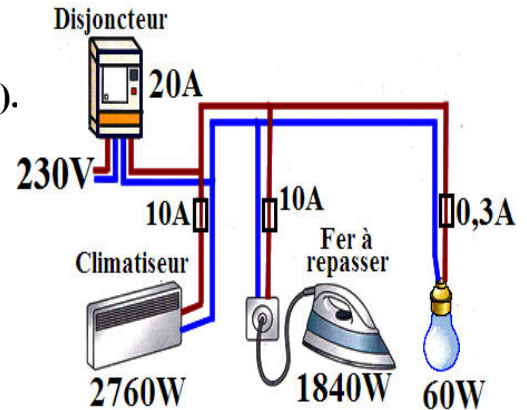 Disjoncteur
20A
).
230V
10A
10A
0,3A
Climatiseur
Fer à
repasser
2760W
1840W
60W